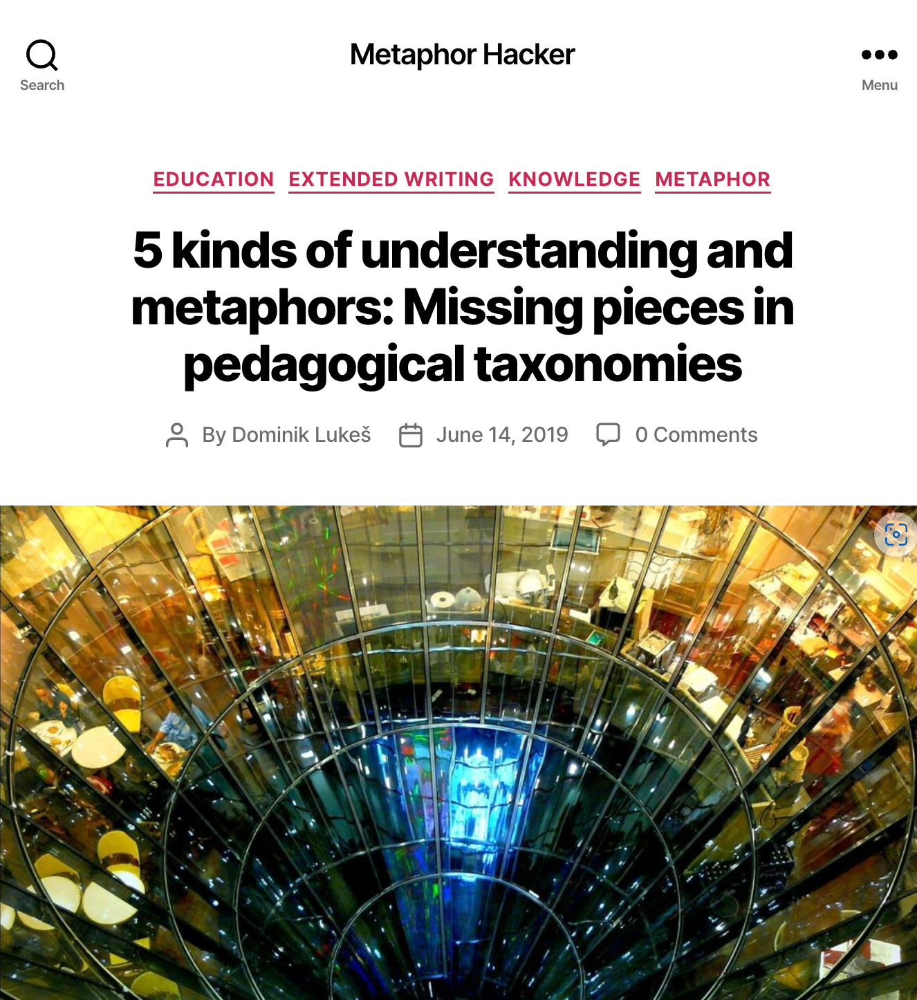 Metaphor Hacker
Search
Menu
EDUCATION EXTENDED WRITING KNOWLEDGE METAPHOR
5 kinds of understanding and
metaphors: Missing pieces in
pedagogical taxonomies
By Dominik Lukeš June 14, 2019 0 Comments